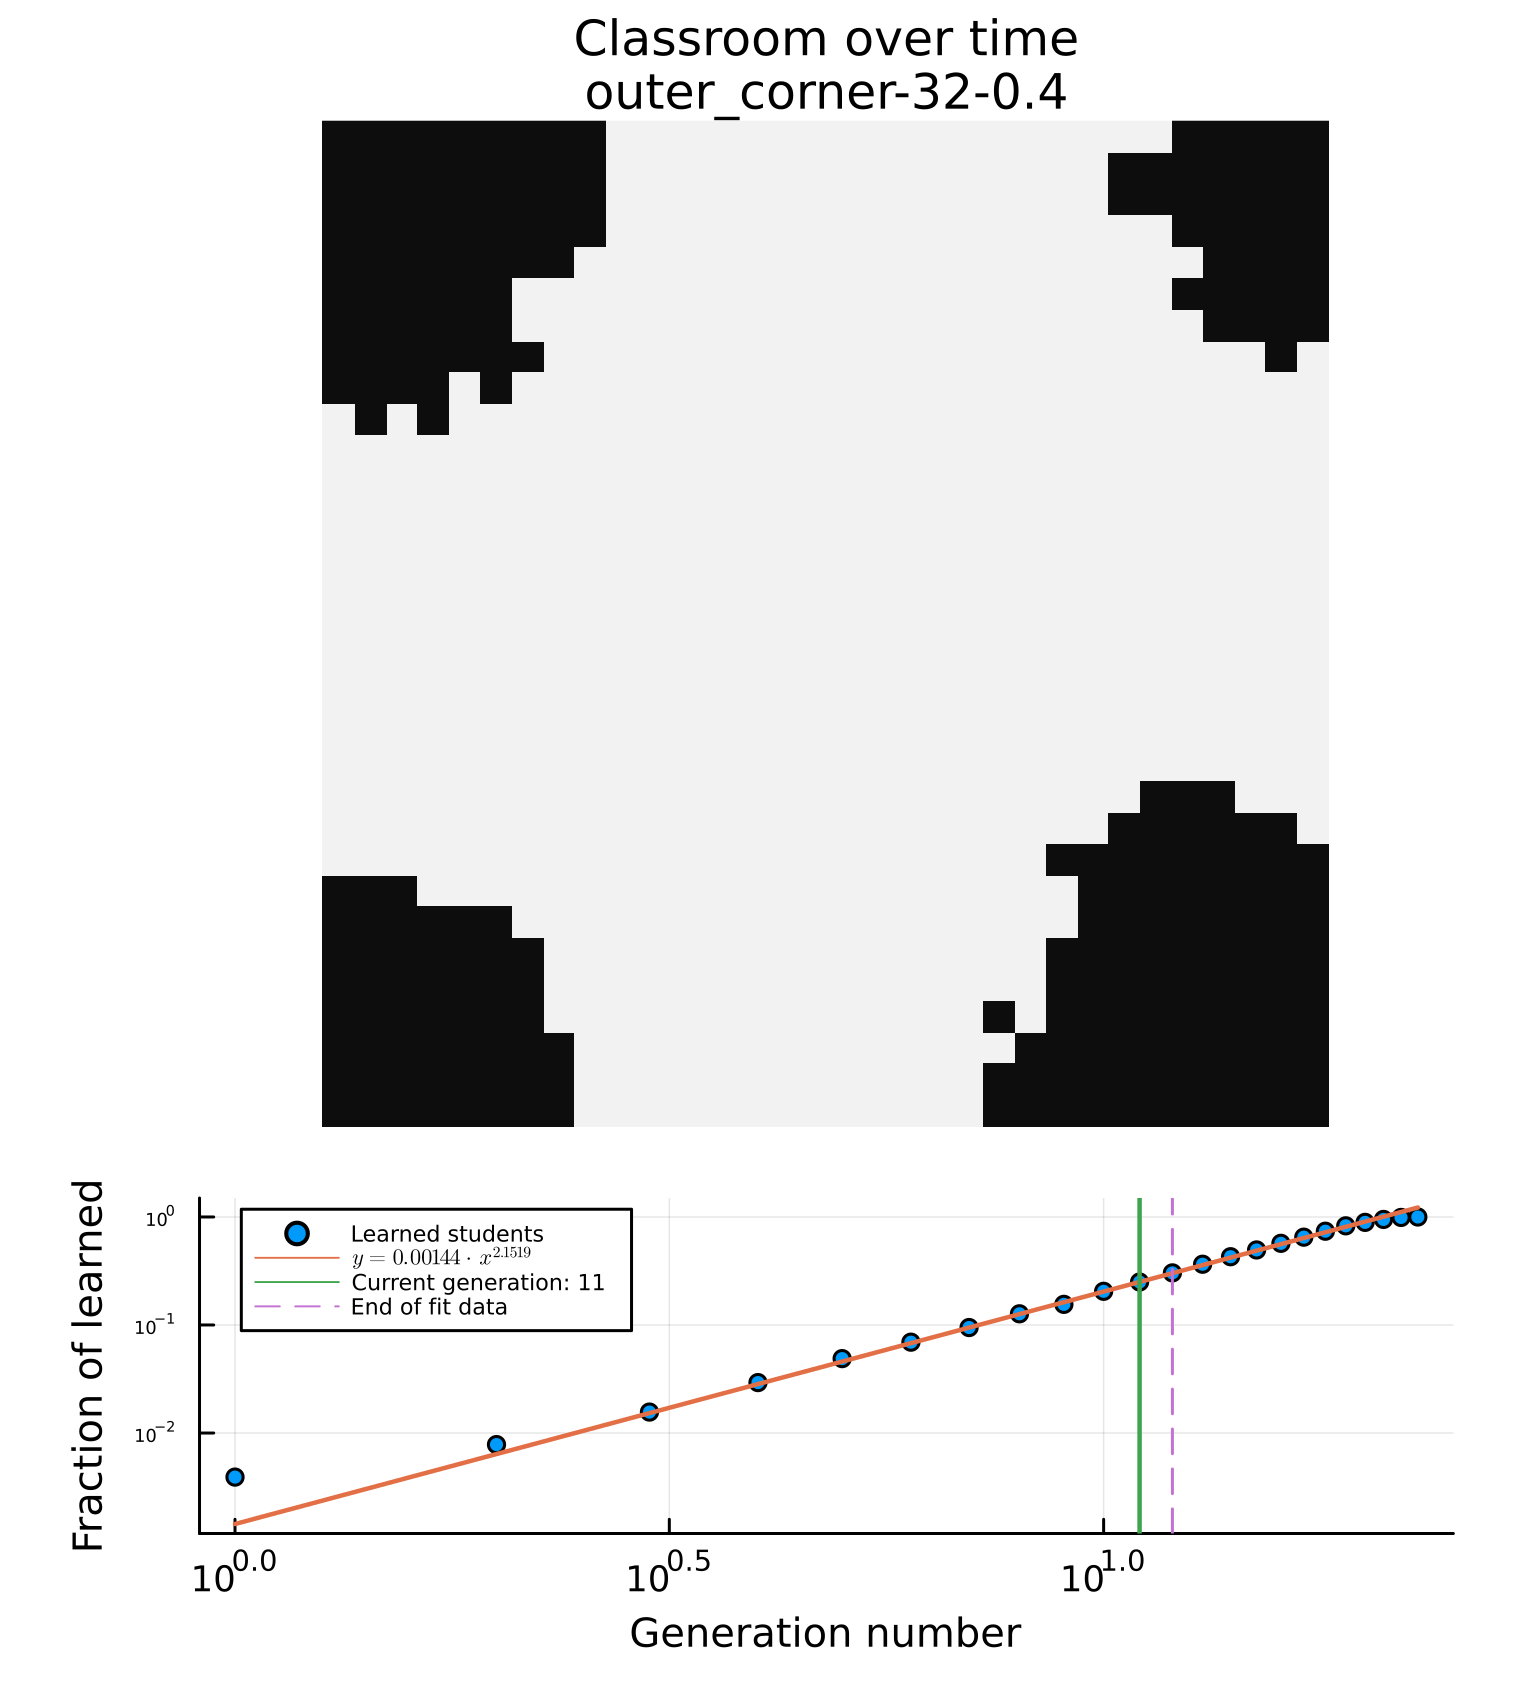 Classroom over time
outer_corner-32-0.4
Fraction of learned
10^0
10^−1
10^−2
Learned students
y = 0.00144 · x^2.1519
Current generation: 11
End of fit data
10^0.0 10^0.5 10^1.0
Generation number